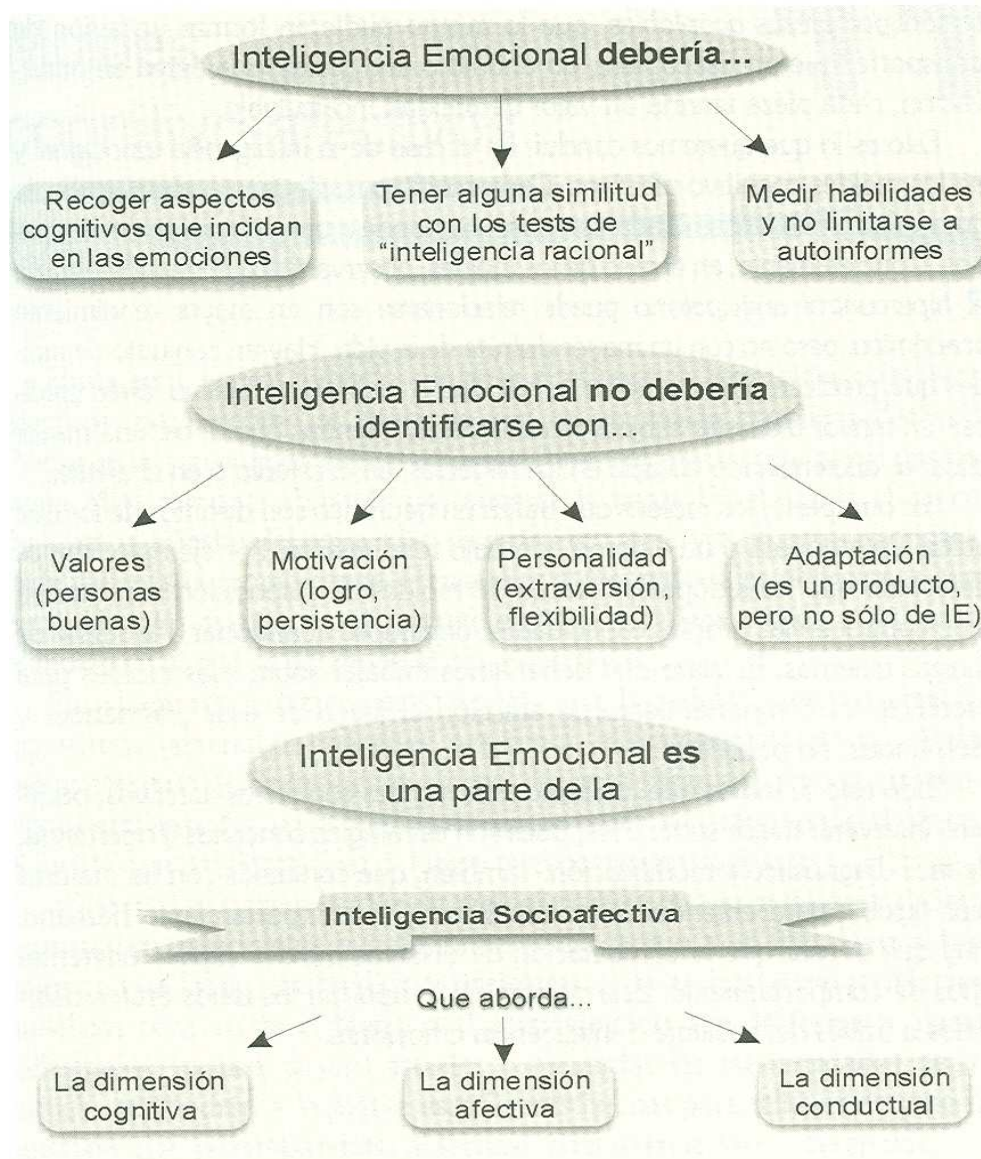 Inteligencia Emocional debería...
Recoger aspectos
cognitivos que incidan
en las emociones
Tener alguna similitud
con los tests de
“inteligencia racional”
Medir habilidades
y no limitarse a
autoinformes
Inteligencia Emocional no debería
identificarse con...
Valores
(personas
buenas)
Motivación
(logro,
persistencia)
Personalidad
(extraversión,
flexibilidad)
Adaptación
(es un producto,
pero no sólo de IE)
Inteligencia Emocional es
una parte de la
Inteligencia Socioafectiva
Que aborda...
La dimensión
cognitiva
La dimensión
afectiva
La dimensión
conductual